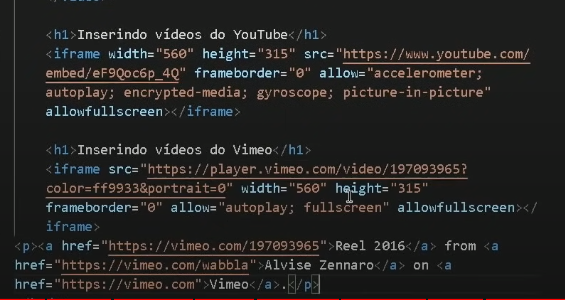 </video>
<h1>Inserindo vídeos do YouTube</h1>
<iframe width="560" height="315" src="https://www.youtube.com/
embed/eF9Qoc6p_4Q" frameborder="0" allow="accelerometer;
autoplay; encrypted-media; gyroscope; picture-in-picture"
allowfullscreen></iframe>
<h1>Inserindo vídeos do Vimeo</h1>
<iframe src="https://player.vimeo.com/video/197093965?
color=ff9933&portrait=0" width="560" height="315"
frameborder="0" allow="autoplay; fullscreen" allowfullscreen></
iframe>
<p><a href="https://vimeo.com/197093965">Reel 2016</a> from <a
href="https://vimeo.com/wabbla">Alvise Zennaro</a> on <a
href="https://vimeo.com">Vimeo</a>.</p>